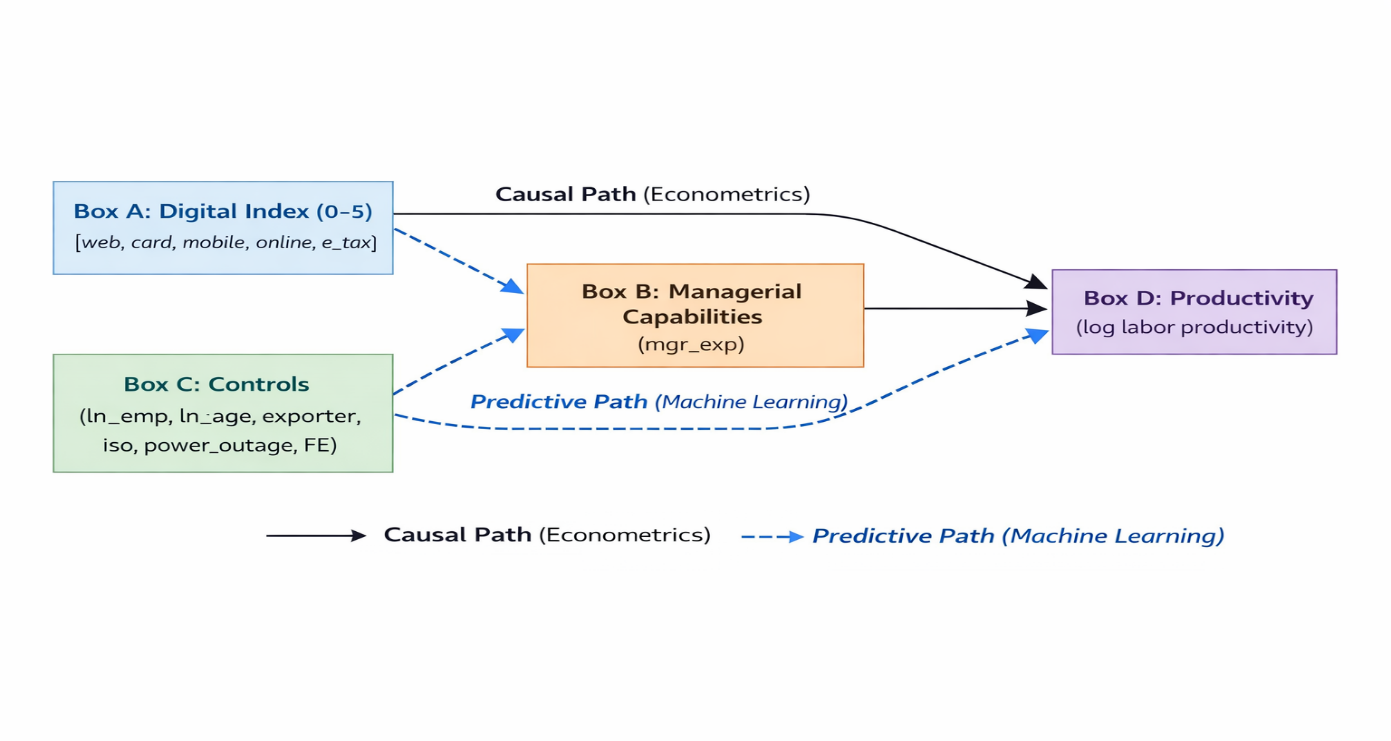 Causal Path (Econometrics)
Box A: Digital Index (0–5)
[web, card, mobile, online, e_tax]
Box B: Managerial
Capabilities
(mgr_exp)
Box D: Productivity
(log labor productivity)
Box C: Controls
(ln_emp, ln_age, exporter,
iso, power_outage, FE)
Predictive Path (Machine Learning)
Causal Path (Econometrics)
Predictive Path (Machine Learning)